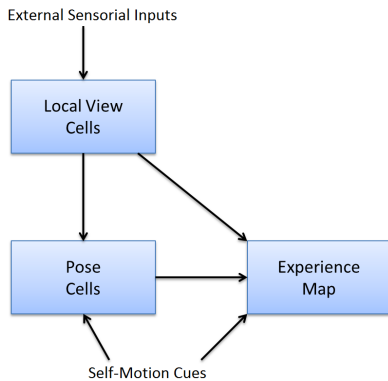 External Sensorial Inputs
Local View
Cells
Pose
Cells
Experience
Map
Self-Motion Cues